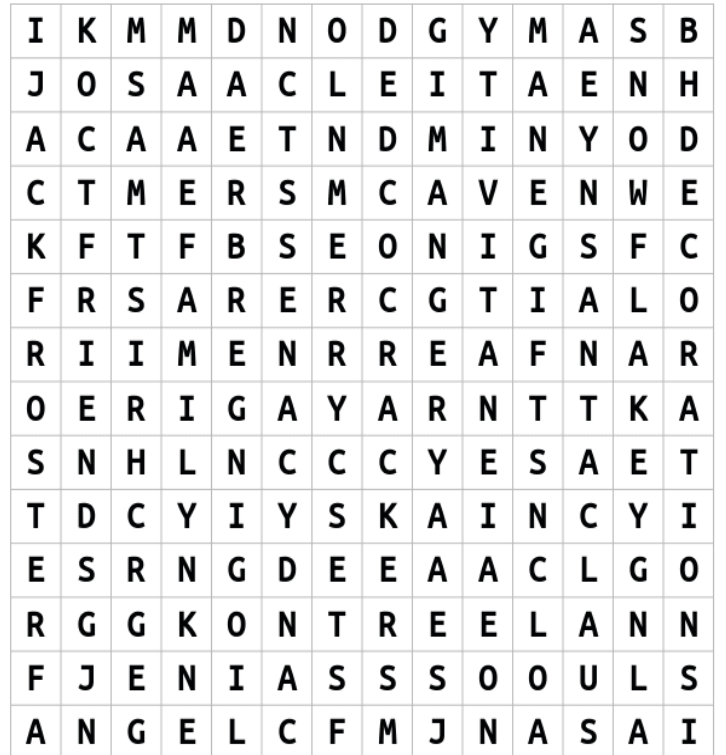 I K M M D N O D G Y M A S B
J O S A A C L E I T A E N H
A C A A E T N D M I N Y O D
C T M E R S M C A V E N W E
K F T F B S E O N I G S F C
F R S A R E R C G T I A L O
R I I M E N R R E A F N A R
O E R I G A Y A R N T T K A
S N H L N C C C Y E S A E T
T D C Y I Y S K A I N C Y I
E S R N G D E E A A C L G O
R G G K O N T R E E L A N N
F J E N I A S S S O O U L S
A N G E L C F M J N A S A I